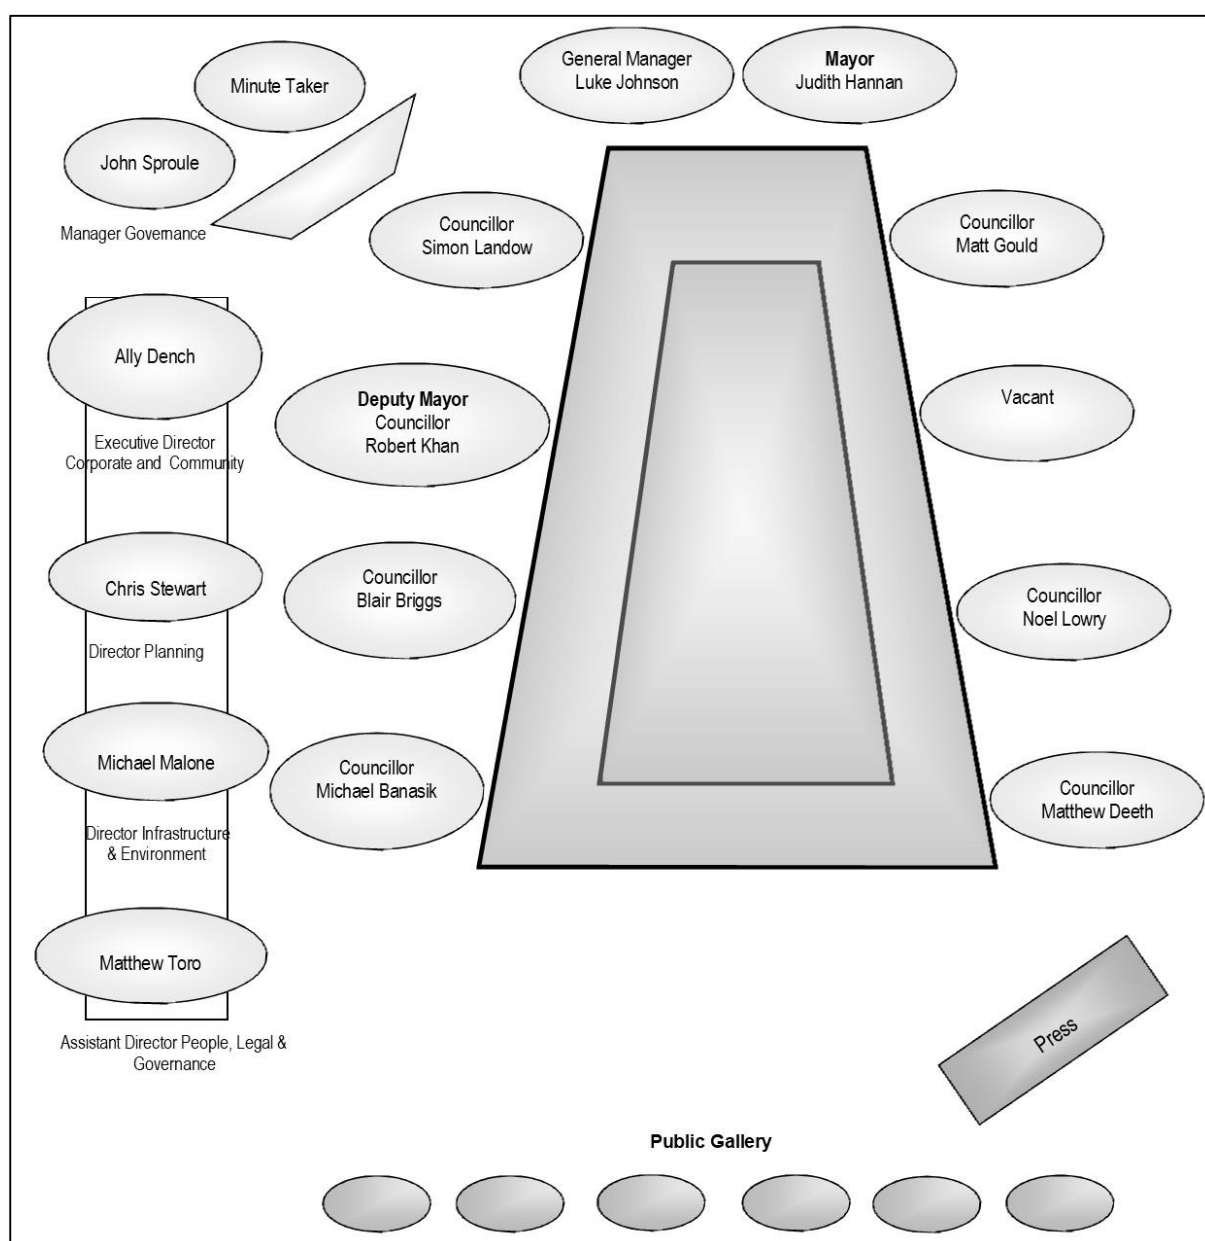 General Manager
Luke Johnson
Mayor
Judith Hannan
Minute Taker
John Sproule
Manager Governance
Councillor
Simon Landow
Councillor
Matt Gould
Ally Dench
Executive Director
Corporate and Community
Deputy Mayor
Councillor
Robert Khan
Vacant
Chris Stewart
Director Planning
Councillor
Blair Briggs
Councillor
Noel Lowry
Michael Malone
Director Infrastructure
& Environment
Councillor
Michael Banasik
Councillor
Matthew Deeth
Matthew Toro
Assistant Director People, Legal &
Governance
Press
Public Gallery